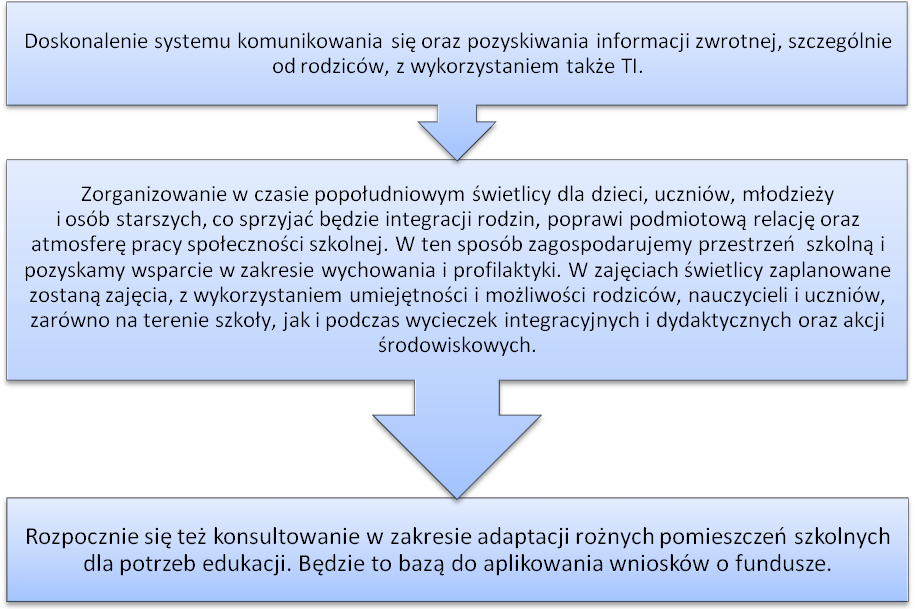 Doskonalenie systemu komunikowania się oraz pozyskiwania informacji zwrotnej, szczególnie
od rodziców, z wykorzystaniem także TI.
Zorganizowanie w czasie popołudniowym świetlicy dla dzieci, uczniów, młodzieży
i osób starszych, co sprzyjać będzie integracji rodzin, poprawi podmiotową relację oraz
atmosferę pracy społeczności szkolnej. W ten sposób zagospodarujemy przestrzeń szkolną i
pozyskamy wsparcie w zakresie wychowania i profilaktyki. W zajęciach świetlicy zaplanowane
zostaną zajęcia, z wykorzystaniem umiejętności i możliwości rodziców, nauczycieli i uczniów,
zarówno na terenie szkoły, jak i podczas wycieczek integracyjnych i dydaktycznych oraz akcji
środowiskowych.
Rozpocznie się też konsultowanie w zakresie adaptacji rożnych pomieszczeń szkolnych
dla potrzeb edukacji. Będzie to bazą do aplikowania wniosków o fundusze.